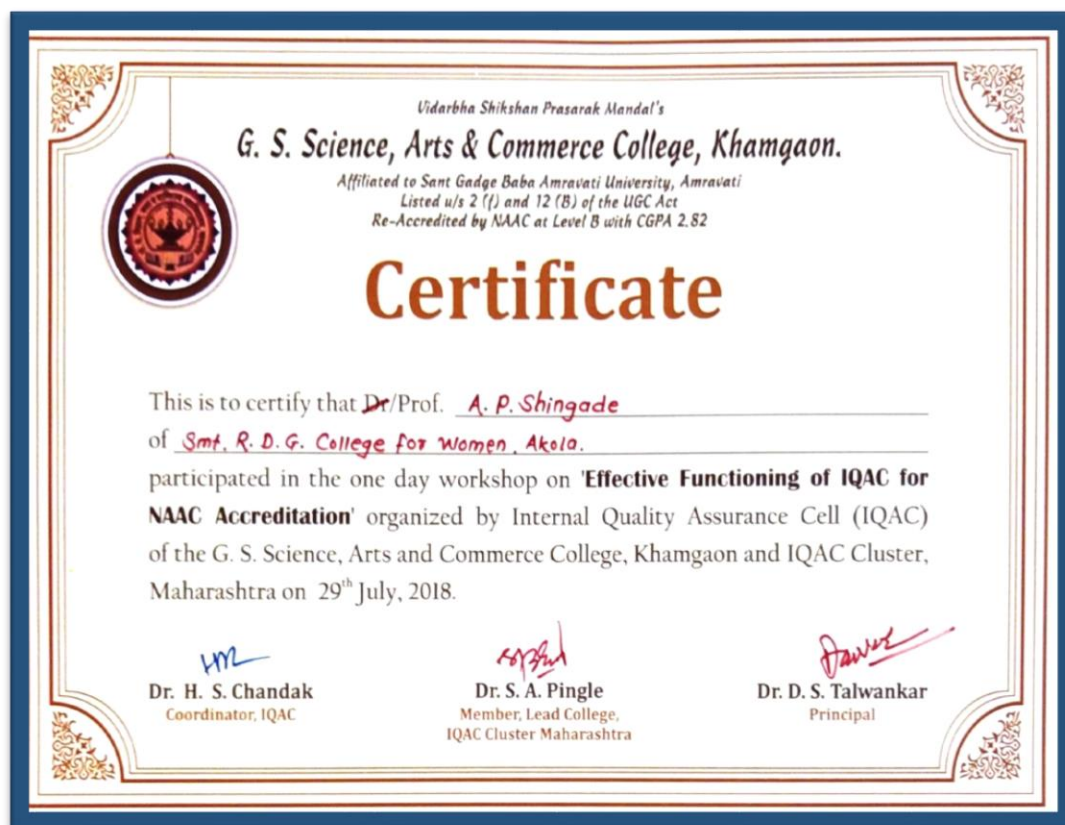 Vidarbha Shikshan Prasarak Mandal's
G. S. Science, Arts & Commerce College, Khamgaon.
Affiliated to Sant Gadge Baba Amravati University, Amravati
Listed u/s 2 (f) and 12 (B) of the UGC Act
Re-Accredited by NAAC at Level B with CGPA 2.82
Certificate
This is to certify that Dr/Prof. A. P. Shingade
of Smt. R. D. G. College for Women, Akola.
participated in the one day workshop on 'Effective Functioning of IQAC for
NAAC Accreditation' organized by Internal Quality Assurance Cell (IQAC)
of the G. S. Science, Arts and Commerce College, Khamgaon and IQAC Cluster,
Maharashtra on 29th July, 2018.
Dr. H. S. Chandak
Coordinator, IQAC
Dr. S. A. Pingle
Member, Lead College,
IQAC Cluster Maharashtra
Dr. D. S. Talwankar
Principal